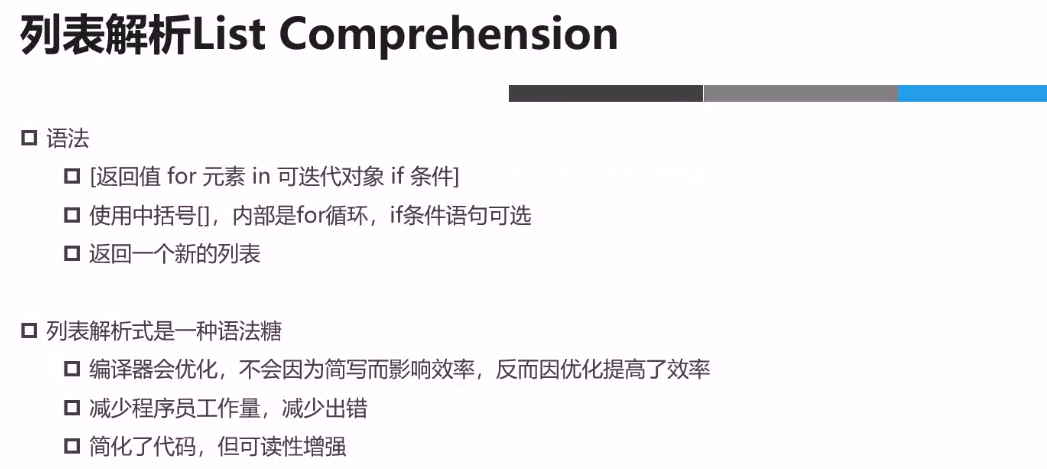 列表解析List Comprehension
语法
[返回值 for 元素 in 可迭代对象 if 条件]
使用中括号[]，内部是for循环，if条件语句可选
返回一个新的列表
列表解析式是一种语法糖
编译器会优化，不会因为简写而影响效率，反而因优化提高了效率
减少程序员工作量，减少出错
简化了代码，但可读性增强